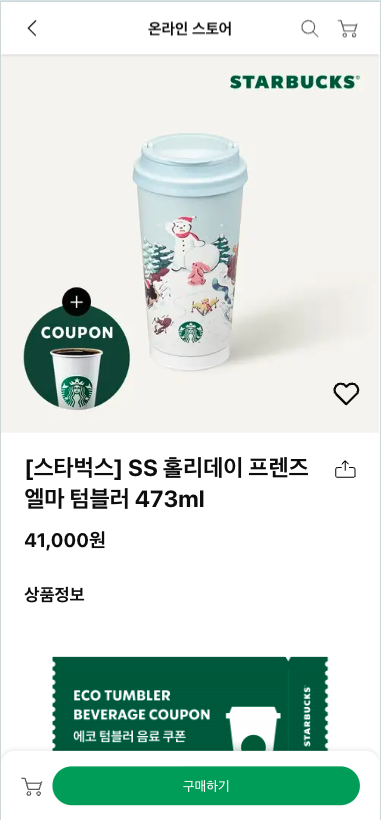 온라인 스토어
STARBUCKS®
COUPON
[스타벅스] SS 홀리데이 프렌즈
엘마 텀블러 473ml
41,000원
상품정보
ECO TUMBLER
BEVERAGE COUPON
에코 텀블러 음료 쿠폰
STARBUCKS®
구매하기